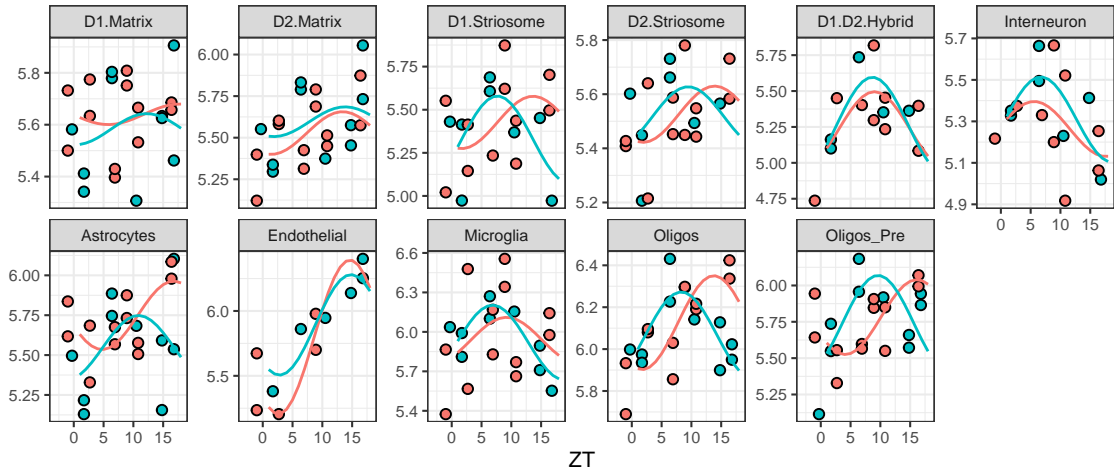 D1.Matrix D2.Matrix D1.Striosome D2.Striosome D1.D2.Hybrid Interneuron
5.8 5.6 5.4
6.00 5.75 5.50 5.25
5.75 5.50 5.25 5.00
5.8 5.6 5.4 5.2
5.75 5.50 5.25 5.00 4.75
5.7 5.5 5.3 5.1 4.9
0 5 10 15
Astrocytes Endothelial Microglia Oligos Oligos_Pre
6.00 5.75 5.50 5.25
6.0 5.5
6.6 6.3 6.0 5.7 5.4
6.4 6.2 6.0 5.8
6.00 5.75 5.50 5.25
0 5 10 15 0 5 10 15 0 5 10 15 0 5 10 15 0 5 10 15
ZT